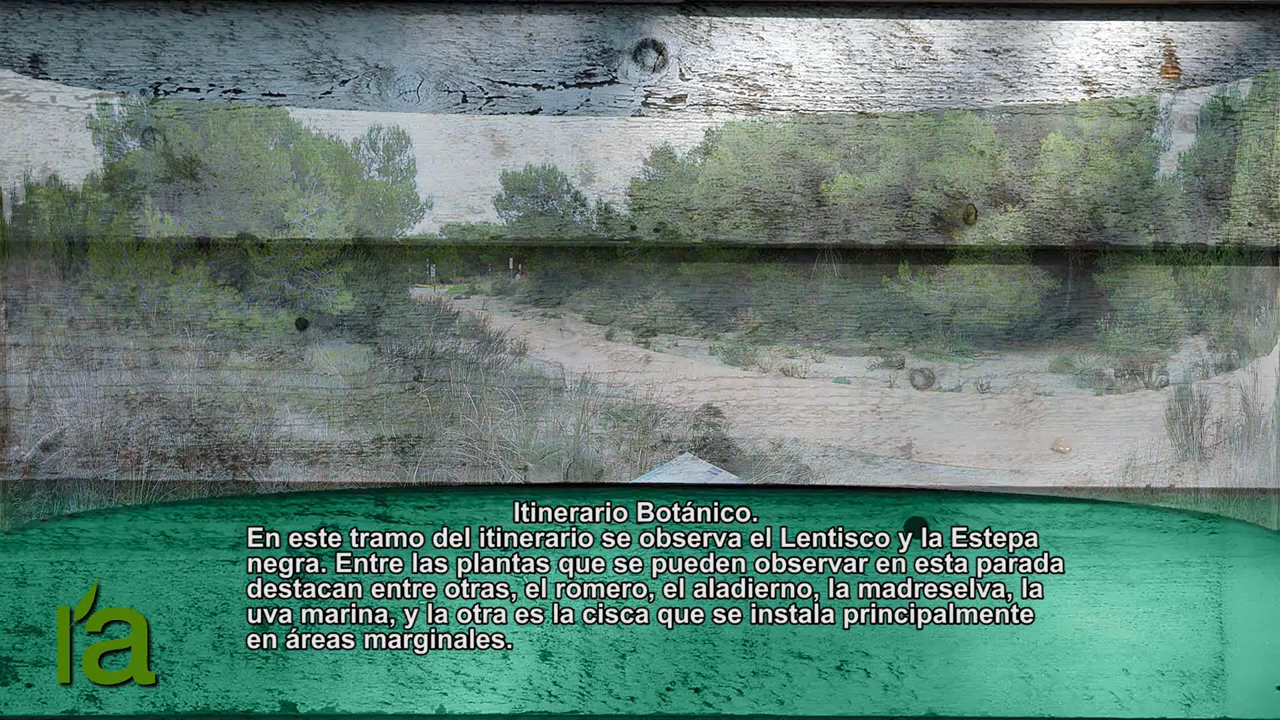 Itinerario Botánico.
En este tramo del itinerario se observa el Lentisco y la Estepa
negra. Entre las plantas que se pueden observar en esta parada
destacan entre otras, el romero, el aladierno, la madreselva, la
uva marina, y la otra es la cisca que se instala principalmente
en áreas marginales.
ra